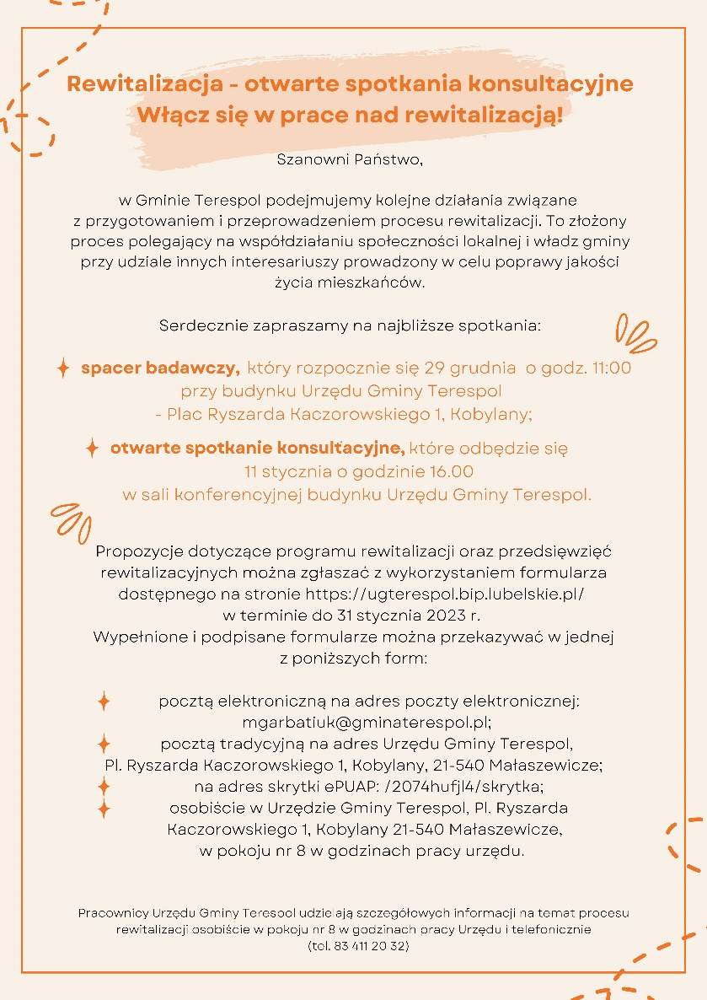 Rewitalizacja - otwarte spotkania konsultacyjne
Włącz się w prace nad rewitalizacją!
Szanowni Państwo,
w Gminie Terespol podejmujemy kolejne działania związane
z przygotowaniem i przeprowadzeniem procesu rewitalizacji. To złożony
proces polegający na współdziałaniu społeczności lokalnej i władz gminy
przy udziale innych interesariuszy prowadzony w celu poprawy jakości
życia mieszkańców.
Serdecznie zapraszamy na najbliższe spotkania:
spacer badawczy, który rozpocznie się 29 grudnia o godz. 11:00
przy budynku Urzędu Gminy Terespol
- Plac Ryszarda Kaczorowskiego 1, Kobylany;
otwarte spotkanie konsultacyjne, które odbędzie się
11 stycznia o godzinie 16.00
w sali konferencyjnej budynku Urzędu Gminy Terespol.
Propozycje dotyczące programu rewitalizacji oraz przedsięwzięć
rewitalizacyjnych można zgłaszać z wykorzystaniem formularza
dostępnego na stronie https://ugterespol.bip.lubelskie.pl/
w terminie do 31 stycznia 2023 r.
Wypełnione i podpisane formularze można przekazywać w jednej
z poniższych form:
pocztą elektroniczną na adres poczty elektronicznej:
mgarbatiuk@gminaterespol.pl;
pocztą tradycyjną na adres Urzędu Gminy Terespol,
Pl. Ryszarda Kaczorowskiego 1, Kobylany, 21-540 Małaszewicze;
na adres skrytki ePUAP: /2074hufjl4/skrytka;
osobiście w Urzędzie Gminy Terespol, Pl. Ryszarda
Kaczorowskiego 1, Kobylany 21-540 Małaszewicze,
w pokoju nr 8 w godzinach pracy urzędu.
Pracownicy Urzędu Gminy Terespol udzielają szczegółowych informacji na temat procesu
rewitalizacji osobiście w pokoju nr 8 w godzinach pracy Urzędu i telefonicznie
(tel. 83 411 20 32)